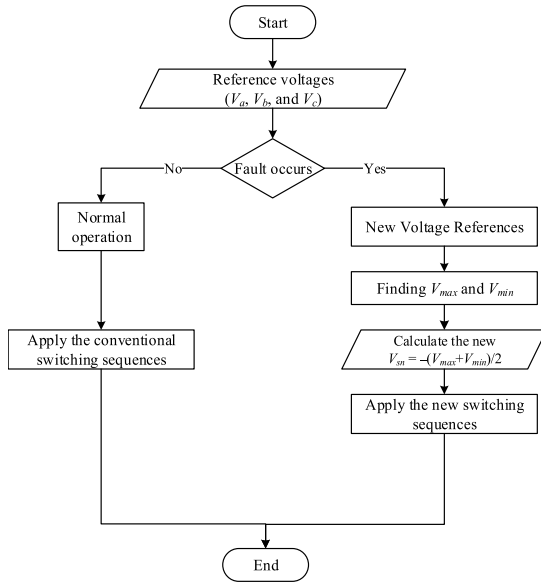 Start
Reference voltages
(Va, Vb, and Vc)
Fault occurs
No
Yes
Normal
operation
Apply the conventional
switching sequences
New Voltage References
Finding Vmax and Vmin
Calculate the new
Vsn = –(Vmax+Vmin)/2
Apply the new switching
sequences
End